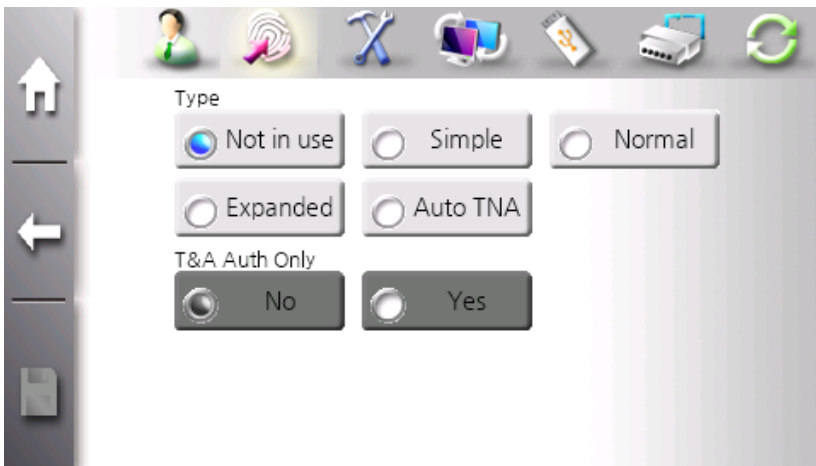 Type
Not in use Simple Normal
Expanded Auto TNA
T&A Auth Only
No Yes